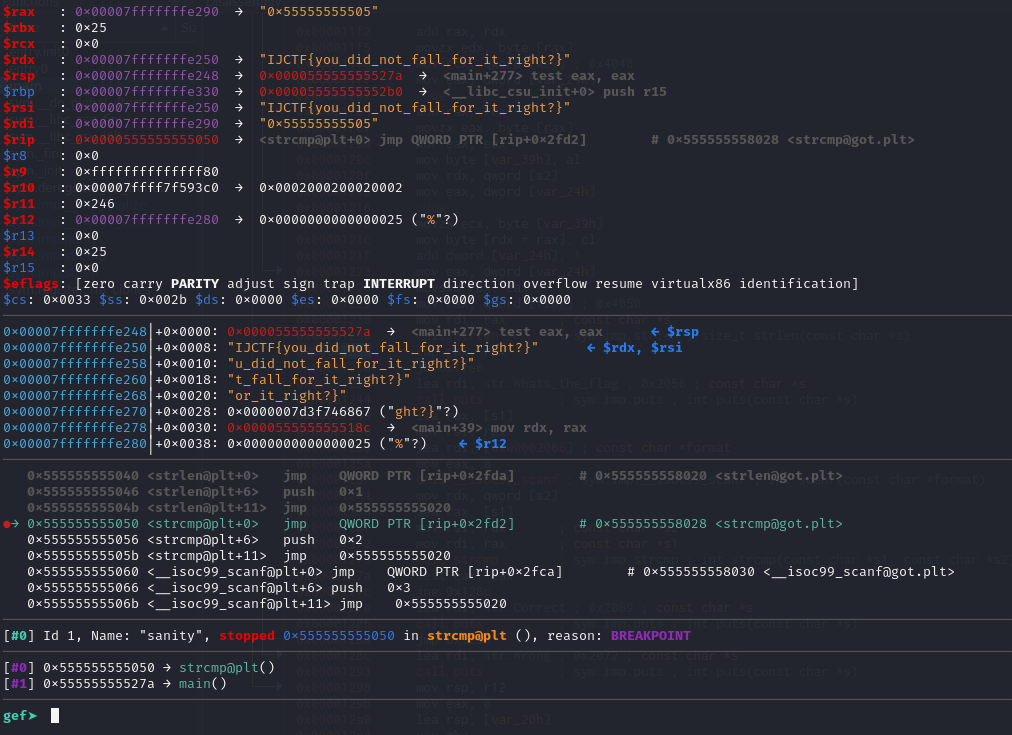 $rax   : 0×00007fffffffe290  →  "0×55555555505"
$rbx   : 0×25
$rcx   : 0×0
$rdx   : 0×00007fffffffe250  →  "IJCTF{you_did_not_fall_for_it_right?}"
$rsp   : 0×00007fffffffe248  →  0×000055555555527a  →  <main+277> test eax, eax
$rbp   : 0×00007fffffffe330  →  0×00005555555552b0  →  <__libc_csu_init+0> push r15
$rsi   : 0×00007fffffffe250  →  "IJCTF{you_did_not_fall_for_it_right?}"
$rdi   : 0×00007fffffffe290  →  "0×55555555505"
$rip   : 0×0000555555555050  →  <strcmp@plt+0> jmp QWORD PTR [rip+0×2fd2]        # 0×555555558028 <strcmp@got.plt>
$r8    : 0×0
$r9    : 0×ffffffffffffff80
$r10   : 0×00007ffff7f593c0  →  0×0002000200020002
$r11   : 0×246
$r12   : 0×00007fffffffe280  →  0×0000000000000025 ("%"?)
$r13   : 0×0
$r14   : 0×25
$r15   : 0×0
$eflags: [zero carry PARITY adjust sign trap INTERRUPT direction overflow resume virtualx86 identification]
$cs: 0×0033 $ss: 0×002b $ds: 0×0000 $es: 0×0000 $fs: 0×0000 $gs: 0×0000
0×00007fffffffe248│+0×0000: 0×000055555555527a  →  <main+277> test eax, eax      ← $rsp
0×00007fffffffe250│+0×0008: "IJCTF{you_did_not_fall_for_it_right?}"      ← $rdx, $rsi
0×00007fffffffe258│+0×0010: "u_did_not_fall_for_it_right?}"
0×00007fffffffe260│+0×0018: "t_fall_for_it_right?}"
0×00007fffffffe268│+0×0020: "or_it_right?}"
0×00007fffffffe270│+0×0028: 0×0000007d3f746867 ("ght?}"?)
0×00007fffffffe278│+0×0030: 0×000055555555518c  →  <main+39> mov rdx, rax
0×00007fffffffe280│+0×0038: 0×0000000000000025 ("%"?)    ← $r12
0×555555555040 <strlen@plt+0>   jmp    QWORD PTR [rip+0×2fda]        # 0×555555558020 <strlen@got.plt>
0×555555555046 <strlen@plt+6>   push   0×1
0×55555555504b <strlen@plt+11>  jmp    0×555555555020
●→ 0×555555555050 <strcmp@plt+0>   jmp    QWORD PTR [rip+0×2fd2]        # 0×555555558028 <strcmp@got.plt>
0×555555555056 <strcmp@plt+6>   push   0×2
0×55555555505b <strcmp@plt+11>  jmp    0×555555555020
0×555555555060 <__isoc99_scanf@plt+0> jmp    QWORD PTR [rip+0×2fca]        # 0×555555558030 <__isoc99_scanf@got.plt>
0×555555555066 <__isoc99_scanf@plt+6> push   0×3
0×55555555506b <__isoc99_scanf@plt+11> jmp    0×555555555020
[#0] Id 1, Name: "sanity", stopped 0×555555555050 in strcmp@plt (), reason: BREAKPOINT
[#0] 0×555555555050 → strcmp@plt()
[#1] 0×55555555527a → main()
gef➤